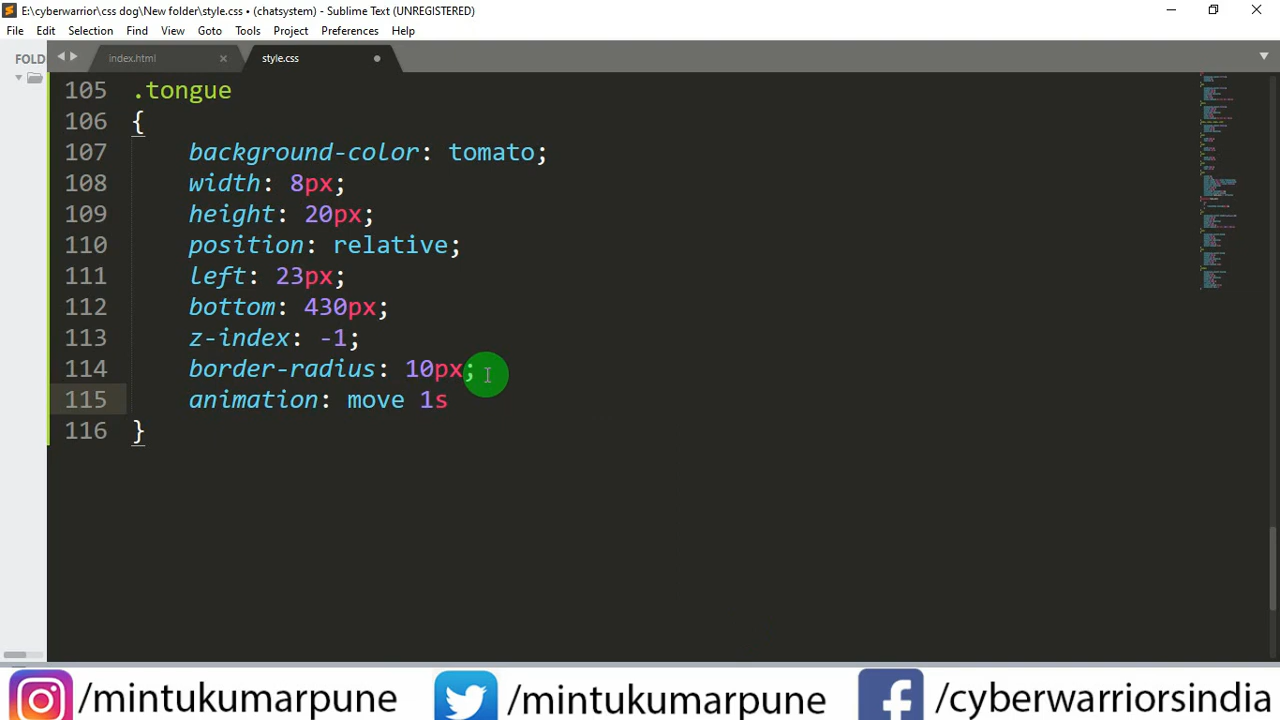 E:\cyberwarrior\css dog\New folder\style.css • (chatsystem) - Sublime Text (UNREGISTERED)
File Edit Selection Find View Goto Tools Project Preferences Help
FOLD index.html style.css
105 .tongue
106 {
107 background-color: tomato;
108 width: 8px;
109 height: 20px;
110 position: relative;
111 left: 23px;
112 bottom: 430px;
113 z-index: -1;
114 border-radius: 10px;
115 animation: move 1s
116 }
/mintukumarpune /mintukumarpune /cyberwarriorsindia